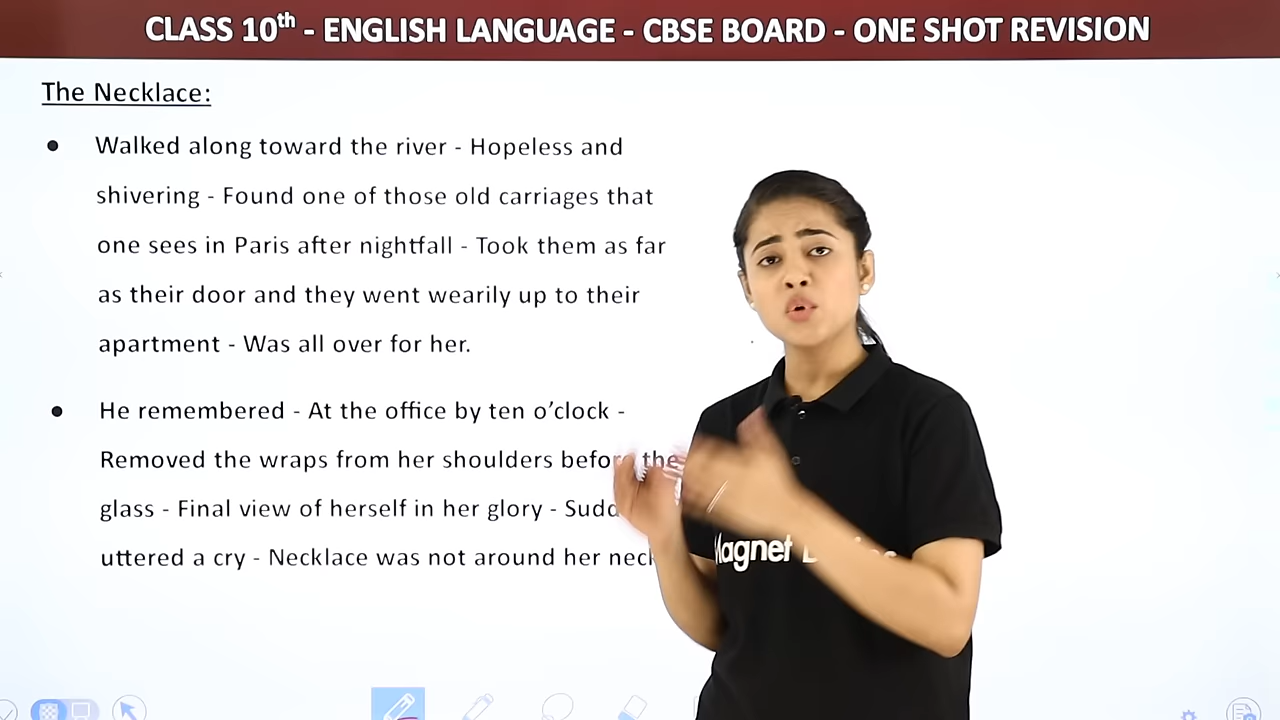 CLASS 10th - ENGLISH LANGUAGE - CBSE BOARD - ONE SHOT REVISION
The Necklace:
● Walked along toward the river - Hopeless and
shivering - Found one of those old carriages that
one sees in Paris after nightfall - Took them as far
as their door and they went wearily up to their
apartment - Was all over for her.
● He remembered - At the office by ten o’clock -
Removed the wraps from her shoulders before the
glass - Final view of herself in her glory -
uttered a cry - Necklace was not around her neck
Magnet